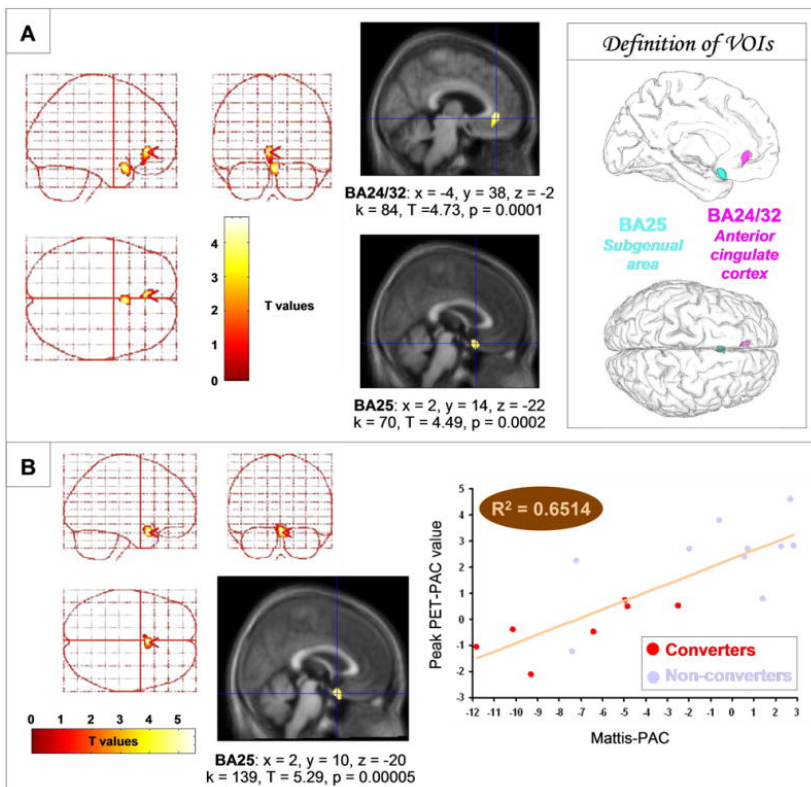 A
4
3
2
1
0
T values
BA24/32: x = -4, y = 38, z = -2
k = 84, T =4.73, p = 0.0001
BA25: x = 2, y = 14, z = -22
k = 70, T = 4.49, p = 0.0002
Definition of VOIs
BA25
Subgenual
area
BA24/32
Anterior
cingulate
cortex
B
0 1 2 3 4 5
T values
BA25: x = 2, y = 10, z = -20
k = 139, T = 5.29, p = 0.00005
R² = 0.6514
Peak PET-PAC value
5
4
3
2
1
0
-1
-2
-3
Converters
Non-converters
-12 -11 -10 -9 -8 -7 -6 -5 -4 -3 -2 -1 0 1 2 3
Mattis-PAC